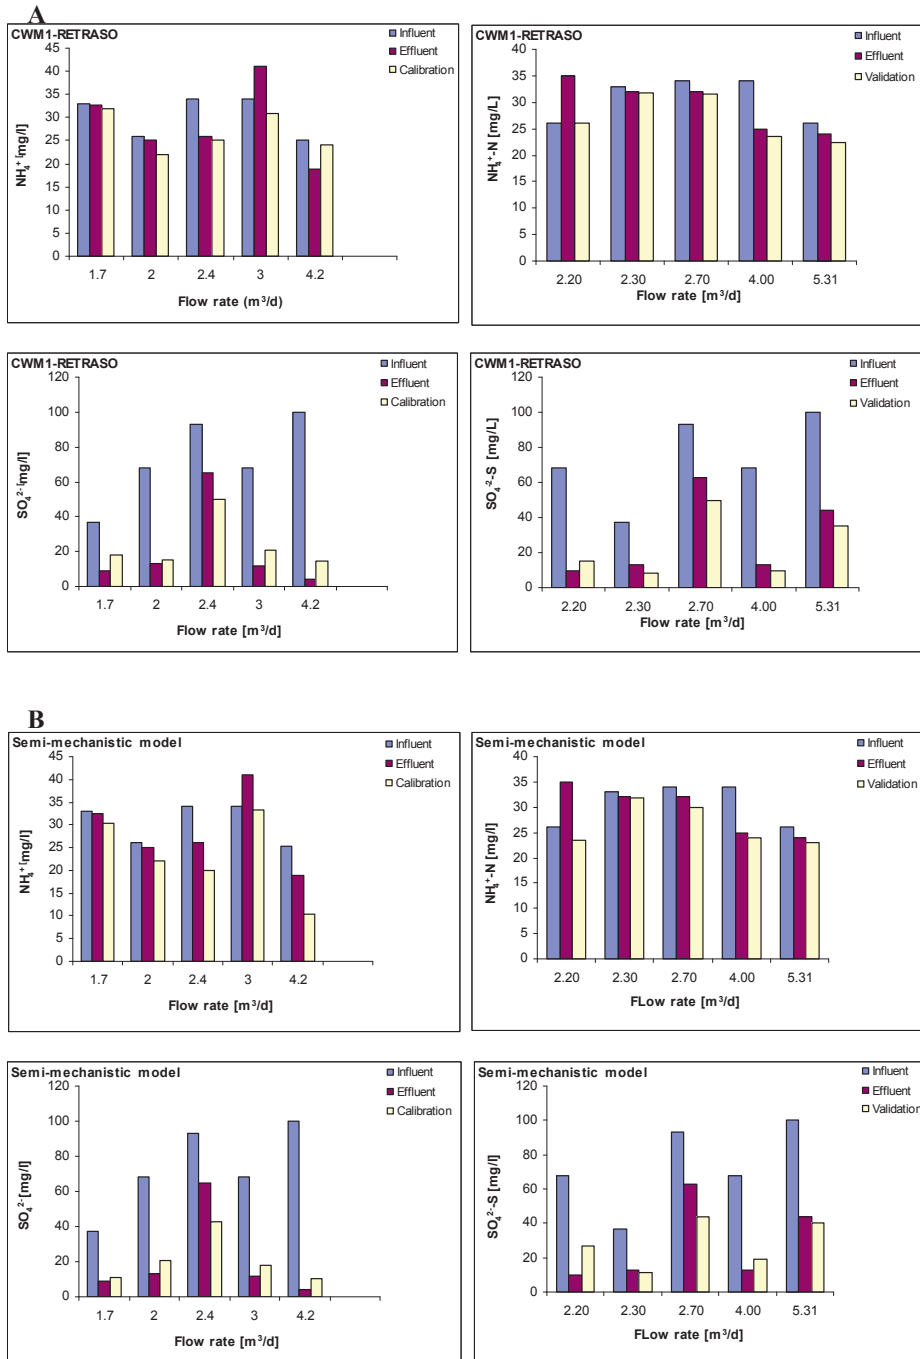 A
CWM1-RETRASO
Influent
Effluent
Calibration
45
40
35
30
25
20
15
10
5
0
NH₄⁺ [mg/l]
1.7 2 2.4 3 4.2
Flow rate (m³/d)
CWM1-RETRASO
Influent
Effluent
Validation
40
35
30
25
20
15
10
5
0
NH₄⁺-N [mg/L]
2.20 2.30 2.70 4.00 5.31
Flow rate [m³/d]
CWM1-RETRASO
Influent
Effluent
Calibration
120
100
80
60
40
20
0
SO₄²⁻[mg/l]
1.7 2 2.4 3 4.2
Flow rate [m³/d]
CWM1-RETRASO
Influent
Effluent
Validation
120
100
80
60
40
20
0
SO₄⁻²-S [mg/L]
2.20 2.30 2.70 4.00 5.31
Flow rate [m³/d]
B
Semi-mechanistic model
Influent
Effluent
Calibration
45
40
35
30
25
20
15
10
5
0
NH₄⁺[mg/l]
1.7 2 2.4 3 4.2
Flow rate [m³/d]
Semi-mechanistic model
Influent
Effluent
Validation
40
35
30
25
20
15
10
5
0
NH₄⁺-N [mg/l]
2.20 2.30 2.70 4.00 5.31
FLow rate [m³/d]
Semi-mechanistic model
Influent
Effluent
Calibration
120
100
80
60
40
20
0
SO₄²⁻[mg/l]
1.7 2 2.4 3 4.2
Flow rate [m³/d]
Semi-mechanistic model
Influent
Effluent
Validation
120
100
80
60
40
20
0
SO₄²⁻-S [mg/l]
2.20 2.30 2.70 4.00 5.31
FLow rate [m³/d]